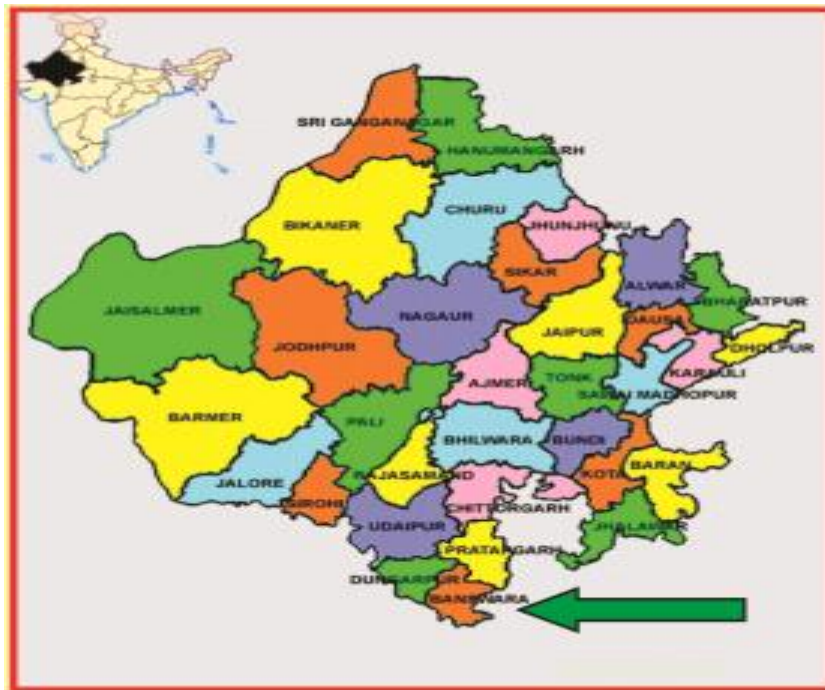 SRI GANGANAGAR
HANUMANGARH
CHURU
BIKANER
JHUNJHUNU
SIKAR
ALWAR
BHARATPUR
JAISALMER
NAGAUR
DAUSA
JAIPUR
JODHPUR
DHOLPUR
KARAULI
AJMER
TONK
SAWAI MADHOPUR
BARMER
PALI
BHILWARA
BUNDI
BARAN
RAJASAMAND
KOTA
JALORE
SIROHI
CHITTORGARH
UDAIPUR
JHALAWAR
PRATAPGARH
DUNGARPUR
BANSWARA